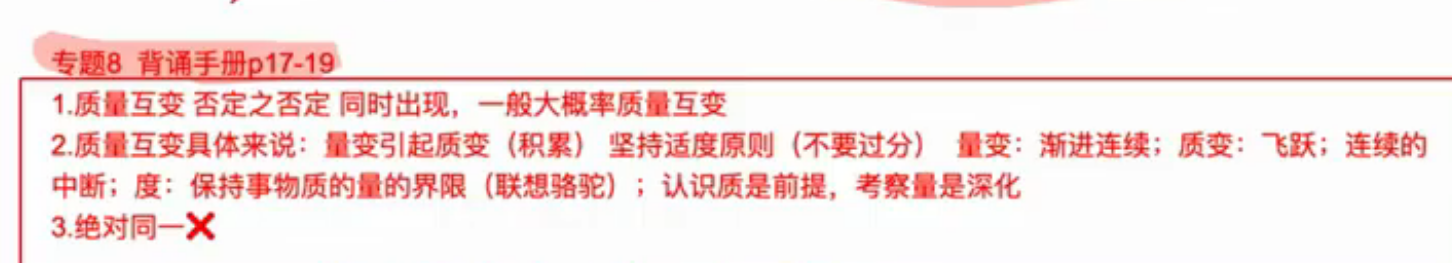 专题8 背诵手册p17-19
1.质量互变 否定之否定 同时出现，一般大概率质量互变
2.质量互变具体来说：量变引起质变（积累） 坚持适度原则（不要过分） 量变：渐进连续；质变：飞跃；连续的
中断；度：保持事物质的量的界限（联想骆驼）；认识质是前提，考察量是深化
3.绝对同一❌